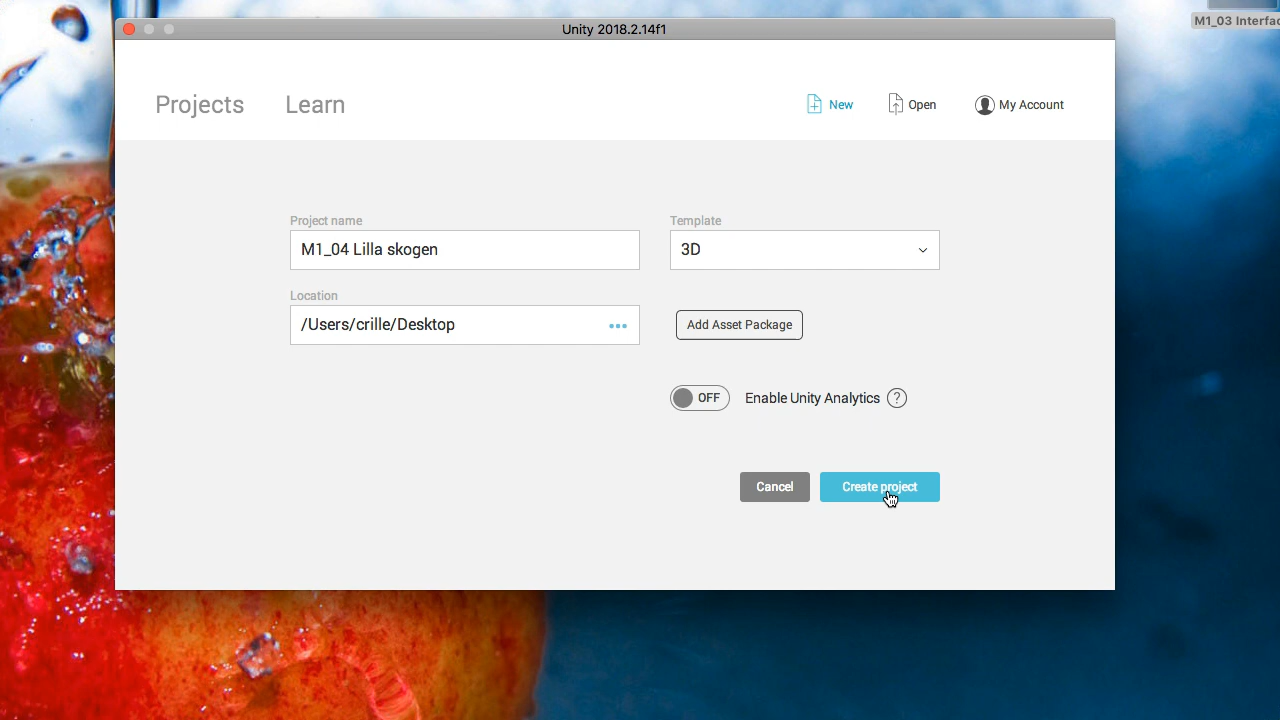 Unity 2018.2.14f1
M1_03 Interfac
Projects Learn New Open My Account
Project name Template
M1_04 Lilla skogen 3D
Location
/Users/crille/Desktop Add Asset Package
OFF Enable Unity Analytics ?
Cancel Create project